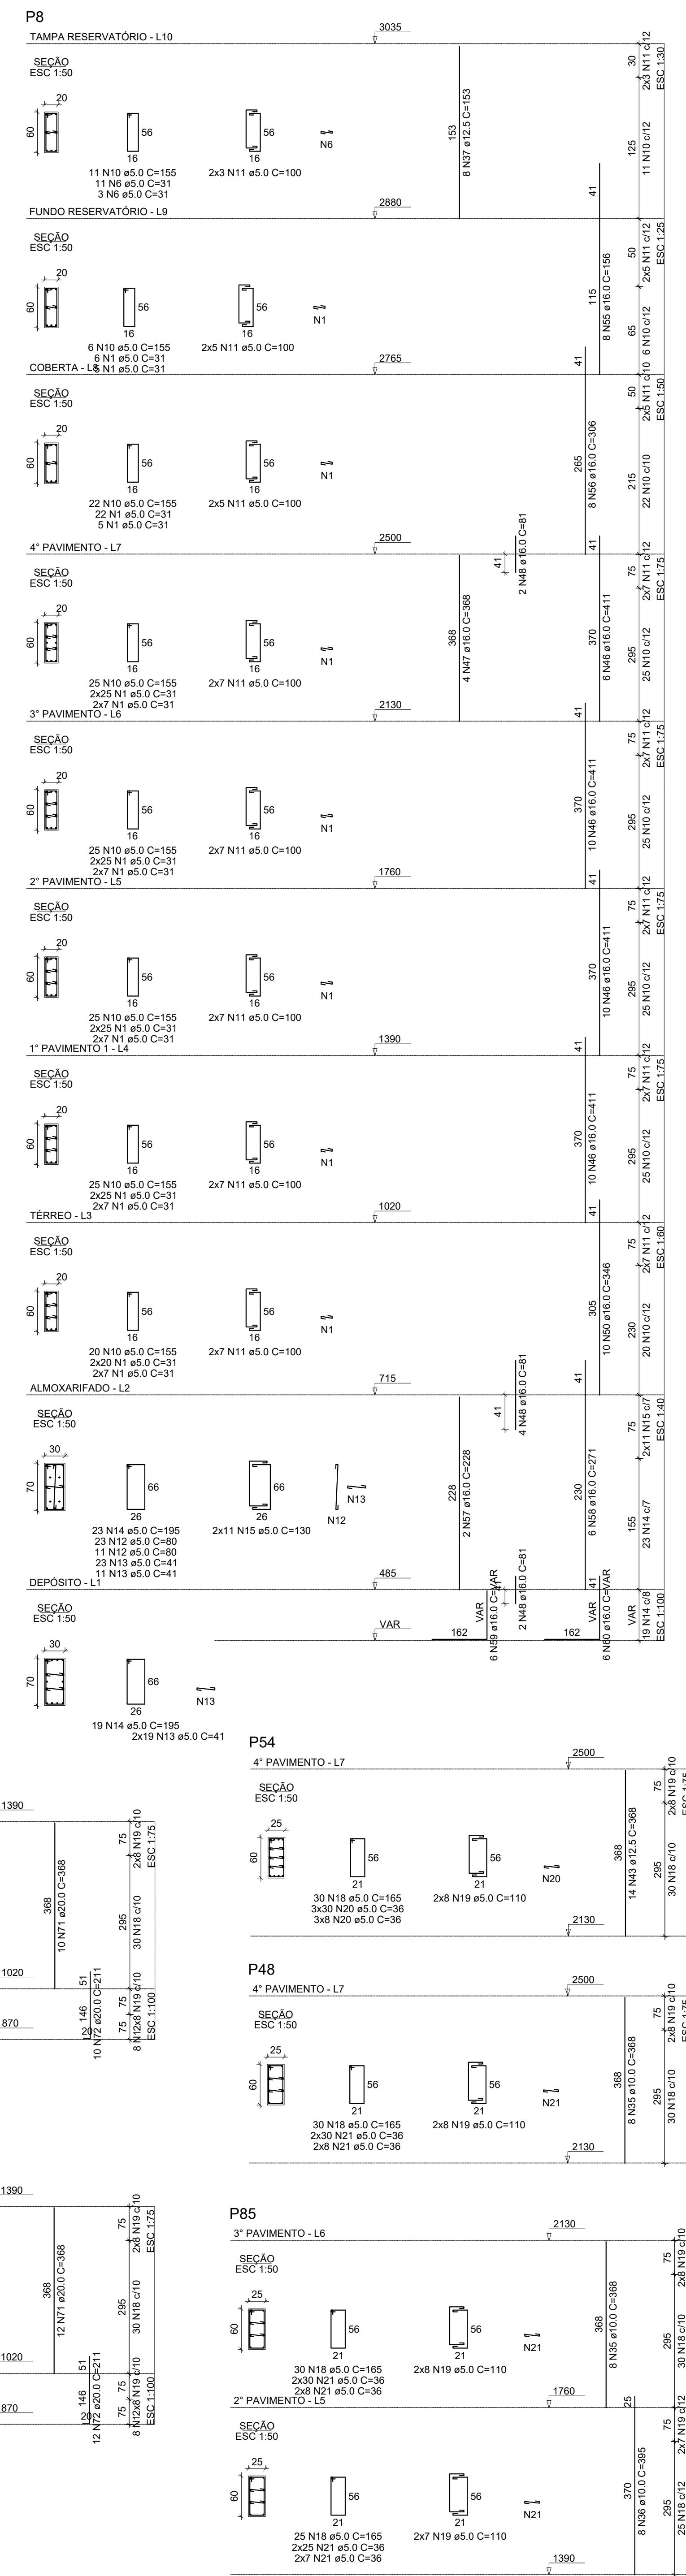 P8
TAMPA RESERVATÓRIO - L10
3035
SEÇÃO
ESC 1:50
20
60
56
16
11 N10 ø5.0 C=155
11 N6 ø5.0 C=31
3 N6 ø5.0 C=31
56
16
2x3 N11 ø5.0 C=100
N6
153
8 N37 ø12.5 C=153
30
2x3 N11 c/12
ESC 1:30
125
11 N10 c/12
41
FUNDO RESERVATÓRIO - L9
2880
SEÇÃO
ESC 1:50
20
60
56
16
6 N10 ø5.0 C=155
6 N1 ø5.0 C=31
5 N1 ø5.0 C=31
56
16
2x5 N11 ø5.0 C=100
N1
115
8 N55 ø16.0 C=156
50
2x5 N11 c/12
ESC 1:25
65
6 N10 c/12
41
COBERTA - L8
2765
SEÇÃO
ESC 1:50
20
60
56
16
22 N10 ø5.0 C=155
22 N1 ø5.0 C=31
5 N1 ø5.0 C=31
56
16
2x5 N11 ø5.0 C=100
N1
265
8 N56 ø16.0 C=306
50
2x5 N11 c/10
ESC 1:50
215
22 N10 c/10
41
4° PAVIMENTO - L7
2500
41
2 N48 ø16.0 C=81
SEÇÃO
ESC 1:50
20
60
56
16
25 N10 ø5.0 C=155
2x25 N1 ø5.0 C=31
2x7 N1 ø5.0 C=31
56
16
2x7 N11 ø5.0 C=100
N1
368
4 N47 ø16.0 C=368
370
6 N46 ø16.0 C=411
75
2x7 N11 c/12
ESC 1:75
295
25 N10 c/12
41
3° PAVIMENTO - L6
2130
SEÇÃO
ESC 1:50
20
60
56
16
25 N10 ø5.0 C=155
2x25 N1 ø5.0 C=31
2x7 N1 ø5.0 C=31
56
16
2x7 N11 ø5.0 C=100
N1
370
10 N46 ø16.0 C=411
75
2x7 N11 c/12
ESC 1:75
295
25 N10 c/12
41
2° PAVIMENTO - L5
1760
SEÇÃO
ESC 1:50
20
60
56
16
25 N10 ø5.0 C=155
2x25 N1 ø5.0 C=31
2x7 N1 ø5.0 C=31
56
16
2x7 N11 ø5.0 C=100
N1
370
10 N46 ø16.0 C=411
75
2x7 N11 c/12
ESC 1:75
295
25 N10 c/12
41
1° PAVIMENTO 1 - L4
1390
SEÇÃO
ESC 1:50
20
60
56
16
25 N10 ø5.0 C=155
2x25 N1 ø5.0 C=31
2x7 N1 ø5.0 C=31
56
16
2x7 N11 ø5.0 C=100
N1
370
10 N46 ø16.0 C=411
75
2x7 N11 c/12
ESC 1:75
295
25 N10 c/12
41
TÉRREO - L3
1020
SEÇÃO
ESC 1:50
20
60
56
16
20 N10 ø5.0 C=155
2x20 N1 ø5.0 C=31
2x7 N1 ø5.0 C=31
56
16
2x7 N11 ø5.0 C=100
N1
305
10 N50 ø16.0 C=346
75
2x7 N11 c/12
ESC 1:60
230
20 N10 c/12
41
ALMOXARIFADO - L2
715
41
4 N48 ø16.0 C=81
SEÇÃO
ESC 1:50
30
70
66
26
23 N14 ø5.0 C=195
23 N12 ø5.0 C=80
11 N12 ø5.0 C=80
23 N13 ø5.0 C=41
11 N13 ø5.0 C=41
66
26
2x11 N15 ø5.0 C=130
N12
N13
228
2 N57 ø16.0 C=228
230
6 N58 ø16.0 C=271
75
2x11 N15 c/7
ESC 1:40
155
23 N14 c/7
DEPÓSITO - L1
485
41
2 N48 ø16.0 C=81
41
SEÇÃO
ESC 1:50
VAR
162
VAR
6 N59 ø16.0 C=VAR
162
VAR
6 N60 ø16.0 C=VAR
VAR
19 N14 c/8
ESC 1:100
30
70
66
26
N13
19 N14 ø5.0 C=195
2x19 N13 ø5.0 C=41
P54
4° PAVIMENTO - L7
2500
SEÇÃO
ESC 1:50
25
60
56
21
30 N18 ø5.0 C=165
3x30 N20 ø5.0 C=36
3x8 N20 ø5.0 C=36
56
21
2x8 N19 ø5.0 C=110
N20
368
14 N43 ø12.5 C=368
75
2x8 N19 c/10
ESC 1:75
295
30 N18 c/10
2130
1390
368
10 N71 ø20.0 C=368
75
2x8 N19 c/10
ESC 1:75
295
30 N18 c/10
1020
51
146
20
10 N72 ø20.0 C=211
75
75
8 N12x8 N19 c/10
ESC 1:100
870
P48
4° PAVIMENTO - L7
2500
SEÇÃO
ESC 1:50
25
60
56
21
30 N18 ø5.0 C=165
2x30 N21 ø5.0 C=36
2x8 N21 ø5.0 C=36
56
21
2x8 N19 ø5.0 C=110
N21
368
8 N35 ø10.0 C=368
75
2x8 N19 c/10
ESC 1:75
295
30 N18 c/10
2130
1390
368
12 N71 ø20.0 C=368
75
2x8 N19 c/10
ESC 1:75
295
30 N18 c/10
1020
51
146
20
12 N72 ø20.0 C=211
75
75
8 N12x8 N19 c/10
ESC 1:100
870
P85
3° PAVIMENTO - L6
2130
SEÇÃO
ESC 1:50
25
60
56
21
30 N18 ø5.0 C=165
2x30 N21 ø5.0 C=36
2x8 N21 ø5.0 C=36
56
21
2x8 N19 ø5.0 C=110
N21
368
8 N35 ø10.0 C=368
75
2x8 N19 c/10
295
30 N18 c/10
2° PAVIMENTO - L5
1760
25
SEÇÃO
ESC 1:50
25
60
56
21
25 N18 ø5.0 C=165
2x25 N21 ø5.0 C=36
2x7 N21 ø5.0 C=36
56
21
2x7 N19 ø5.0 C=110
N21
370
8 N36 ø10.0 C=395
75
2x7 N19 c/12
295
25 N18 c/12
1390